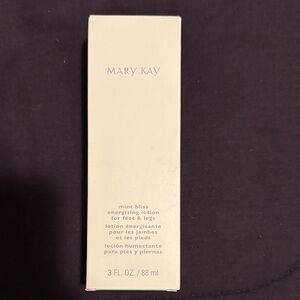 MARY KAY
mint bliss
energizing lotion
for feet & legs
lotion énergisante
pour les jambes
et les pieds
loción humectante
para pies y piernas
3 FL. OZ. / 88 ml